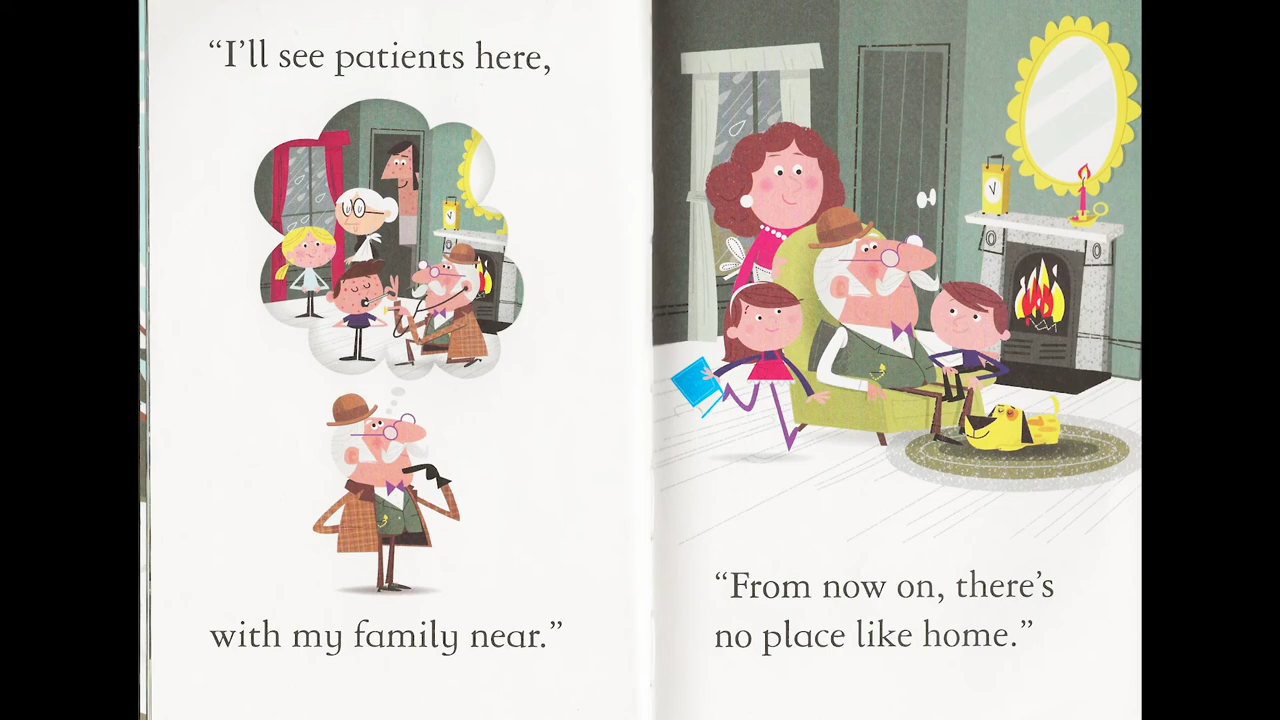 “I’ll see patients here,
with my family near.”
“From now on, there’s
no place like home.”